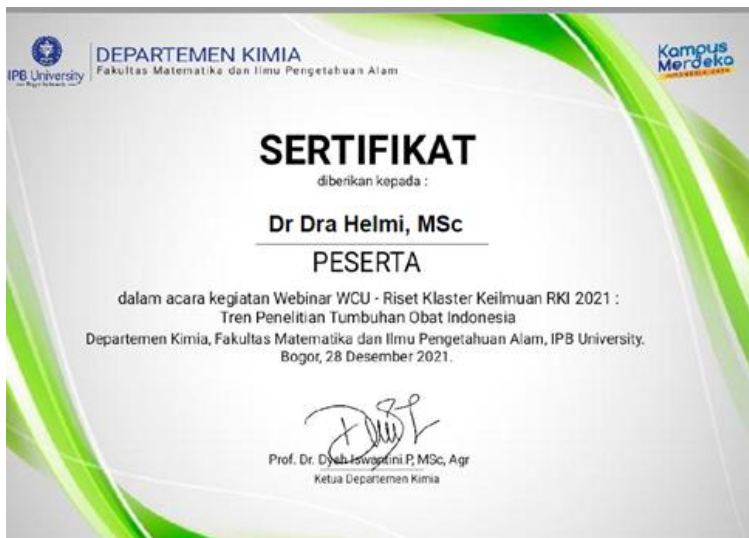 IPB University
DEPARTEMEN KIMIA
Fakultas Matematika dan Ilmu Pengetahuan Alam
Kampus
Merdeka
SERTIFIKAT
diberikan kepada :
Dr Dra Helmi, MSc
PESERTA
dalam acara kegiatan Webinar WCU - Riset Klaster Keilmuan RKI 2021 :
Tren Penelitian Tumbuhan Obat Indonesia
Departemen Kimia, Fakultas Matematika dan Ilmu Pengetahuan Alam, IPB University.
Bogor, 28 Desember 2021.
Prof. Dr. Dyah Iswantini P, MSc, Agr
Ketua Departemen Kimia